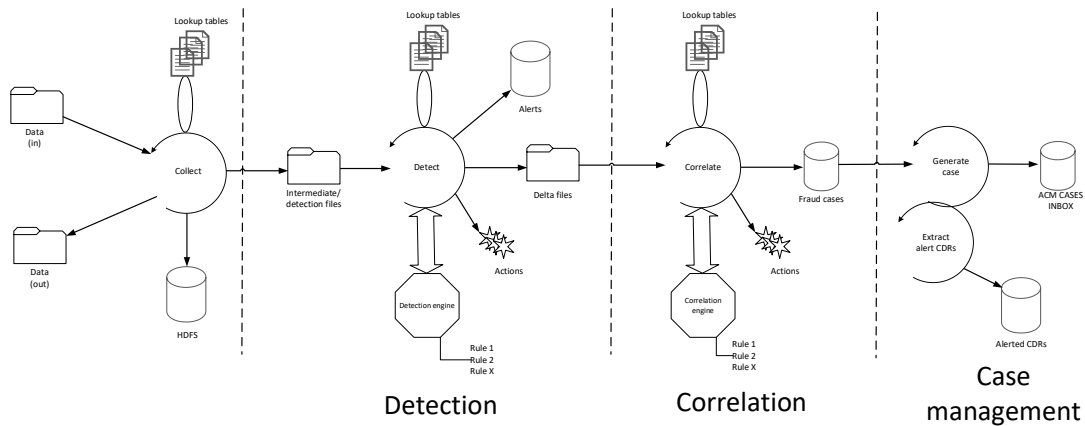 Lookup tables
Data
(in)
Collect
Data
(out)
HDFS
Intermediate/
detection files
Lookup tables
Detect
Alerts
Delta files
Actions
Detection engine
Rule 1
Rule 2
Rule X
Detection
Lookup tables
Correlate
Fraud cases
Actions
Correlation
engine
Rule 1
Rule 2
Rule X
Correlation
Generate
case
ACM CASES
INBOX
Extract
alert CDRs
Alerted CDRs
Case
management